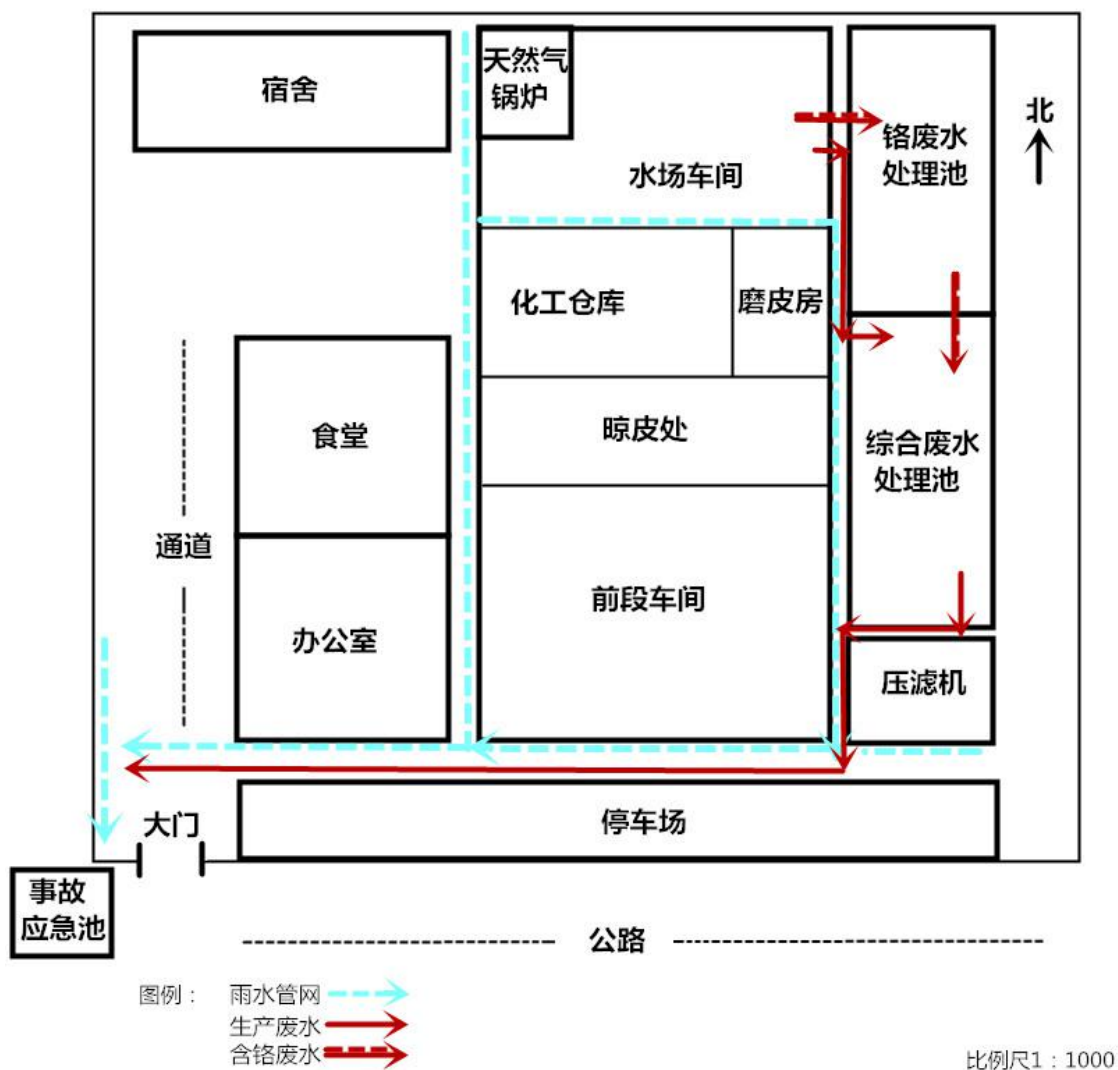 宿舍
天然气
锅炉
北
铬废水
处理池
水场车间
化工仓库
磨皮房
食堂
晾皮处
综合废水
处理池
通道
办公室
前段车间
压滤机
大门
停车场
事故
应急池
公路
图例：
雨水管网
生产废水
含铬废水
比例尺1：1000